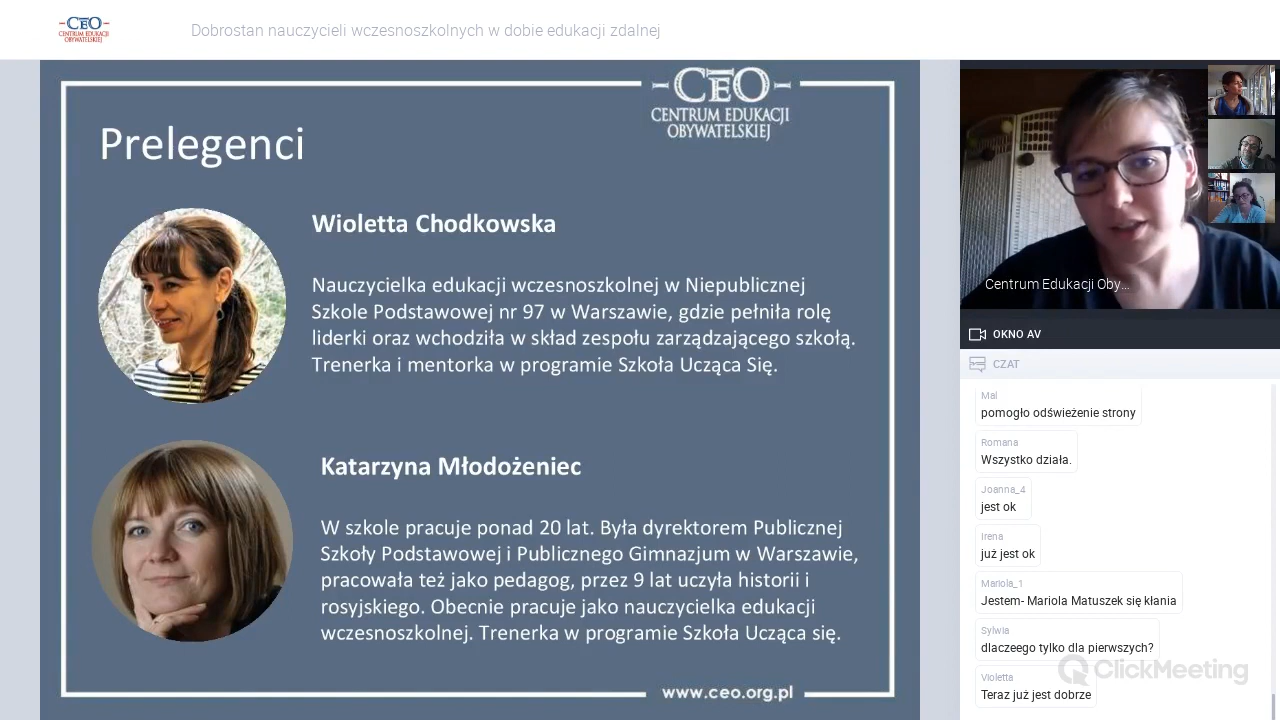 CEO
CENTRUM EDUKACJI
OBYWATELSKIEJ
Dobrostan nauczycieli wczesnoszkolnych w dobie edukacji zdalnej
CEO
CENTRUM EDUKACJI
OBYWATELSKIEJ
Prelegenci
Wioletta Chodkowska
Nauczycielka edukacji wczesnoszkolnej w Niepublicznej
Szkole Podstawowej nr 97 w Warszawie, gdzie pełniła rolę
liderki oraz wchodziła w skład zespołu zarządzającego szkołą.
Trenerka i mentorka w programie Szkoła Ucząca Się.
Katarzyna Młodożeniec
W szkole pracuje ponad 20 lat. Była dyrektorem Publicznej
Szkoły Podstawowej i Publicznego Gimnazjum w Warszawie,
pracowała też jako pedagog, przez 9 lat uczyła historii i
rosyjskiego. Obecnie pracuje jako nauczycielka edukacji
wczesnoszkolnej. Trenerka w programie Szkoła Ucząca się.
www.ceo.org.pl
Centrum Edukacji Oby...
OKNO AV
CZAT
Mal
pomogło odświeżenie strony
Romana
Wszystko działa.
Joanna_4
jest ok
Irena
już jest ok
Mariola_1
Jestem- Mariola Matuszek się kłania
Sylwia
dlaczeego tylko dla pierwszych?
Violetta
Teraz już jest dobrze
ClickMeeting